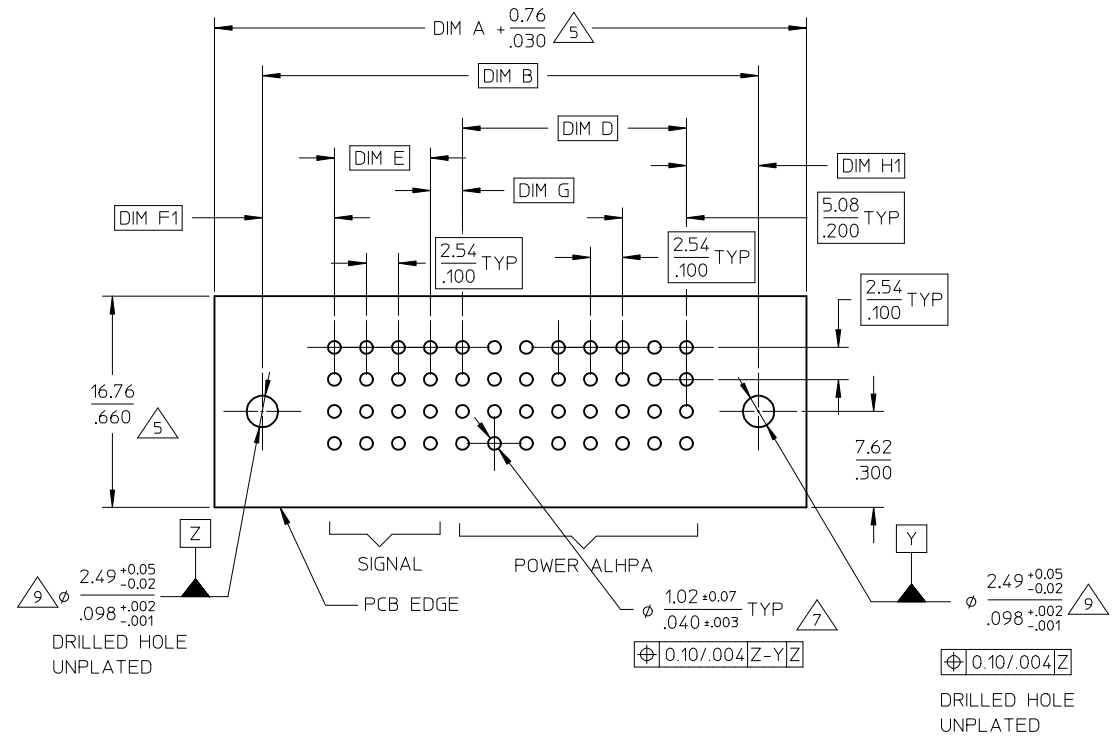 DIM A + 0.76
.030
5
DIM B
DIM D
DIM E
DIM H1
DIM G
DIM F1
5.08 TYP
.200
2.54 TYP
.100
2.54 TYP
.100
2.54 TYP
.100
16.76
.660
5
7.62
.300
Z
Y
SIGNAL
POWER ALHPA
PCB EDGE
9 ⌀ 2.49 +0.05 -0.02
.098 +.002 -.001
DRILLED HOLE
UNPLATED
⌀ 1.02 ±0.07 TYP
.040 ±.003
7
⌖ 0.10/.004 Z-Y Z
⌀ 2.49 +0.05 -0.02
.098 +.002 -.001
9
⌖ 0.10/.004 Z
DRILLED HOLE
UNPLATED